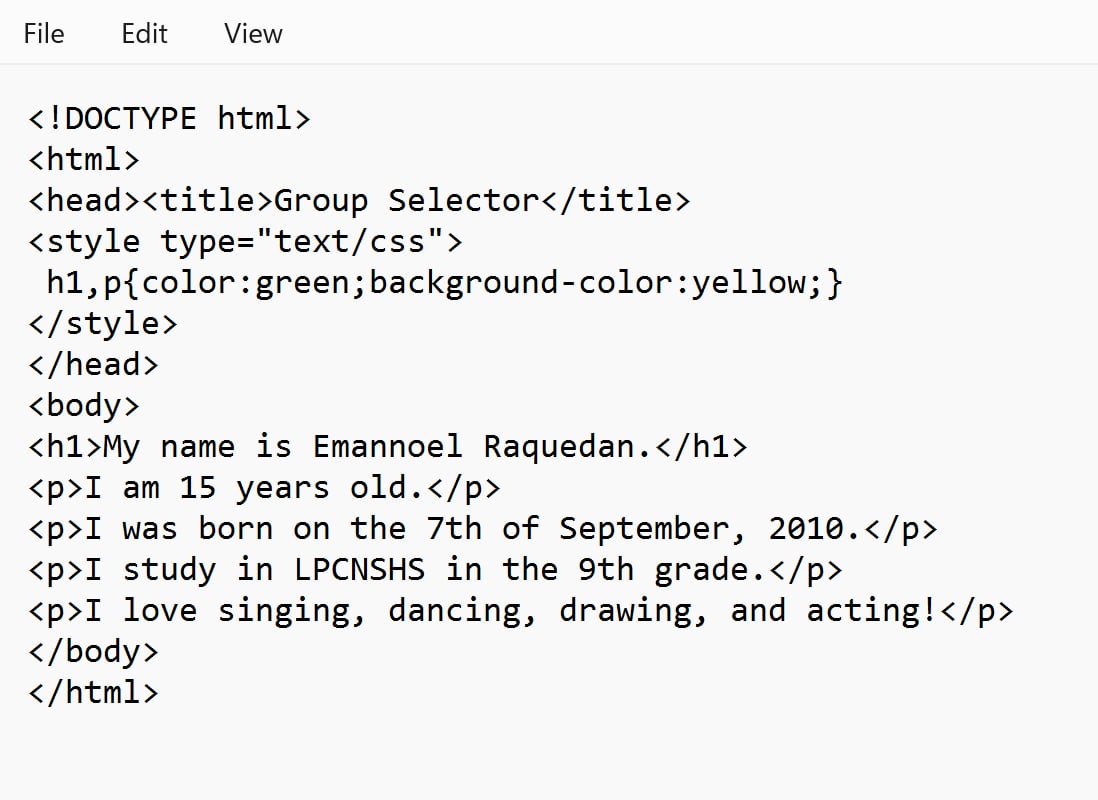 File Edit View
<!DOCTYPE html>
<html>
<head><title>Group Selector</title>
<style type="text/css">
 h1,p{color:green;background-color:yellow;}
</style>
</head>
<body>
<h1>My name is Emannoel Raquedan.</h1>
<p>I am 15 years old.</p>
<p>I was born on the 7th of September, 2010.</p>
<p>I study in LPCNSHS in the 9th grade.</p>
<p>I love singing, dancing, drawing, and acting!</p>
</body>
</html>